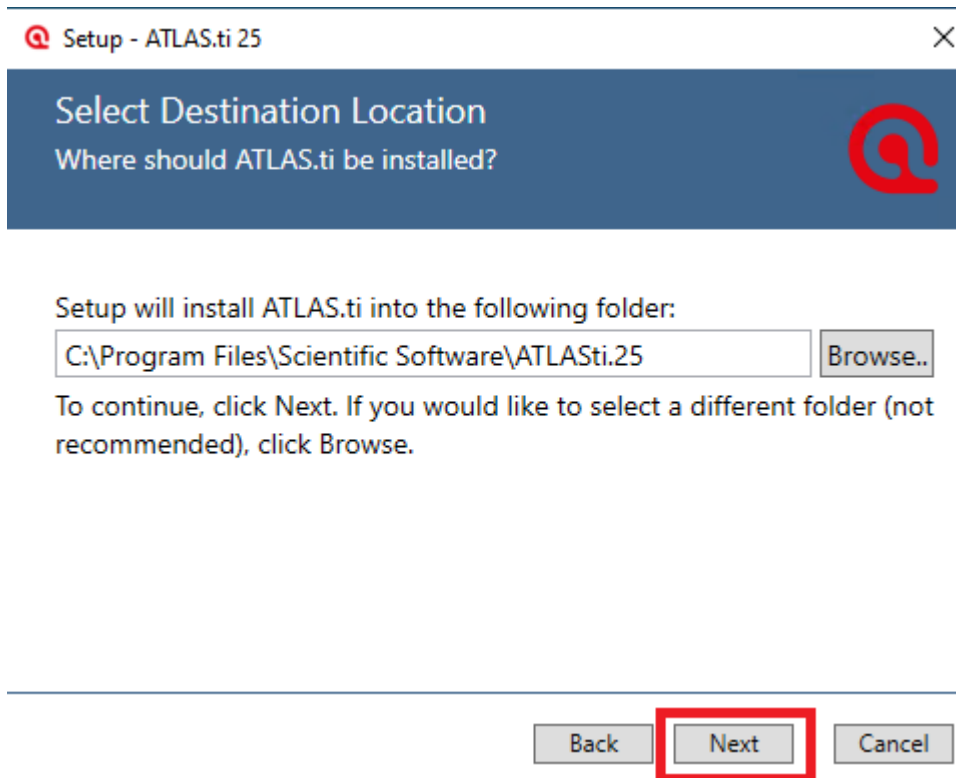 Setup - ATLAS.ti 25
Select Destination Location
Where should ATLAS.ti be installed?
Setup will install ATLAS.ti into the following folder:
C:\Program Files\Scientific Software\ATLASti.25
Browse..
To continue, click Next. If you would like to select a different folder (not
recommended), click Browse.
Back Next Cancel